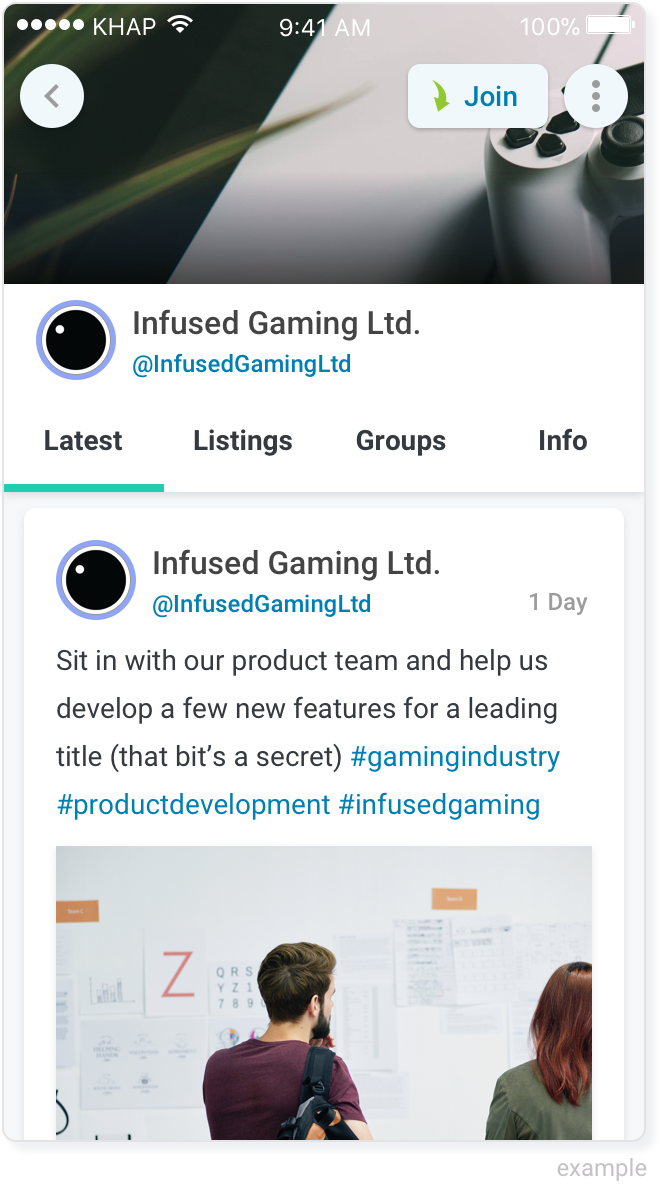 KHAP 9:41 AM 100%
Join
Infused Gaming Ltd.
@InfusedGamingLtd
Latest Listings Groups Info
Infused Gaming Ltd.
@InfusedGamingLtd 1 Day
Sit in with our product team and help us
develop a few new features for a leading
title (that bit’s a secret) #gamingindustry
#productdevelopment #infusedgaming
Z
Q R S
Y Z 1
7 8 9
HELPING
HANDS
example